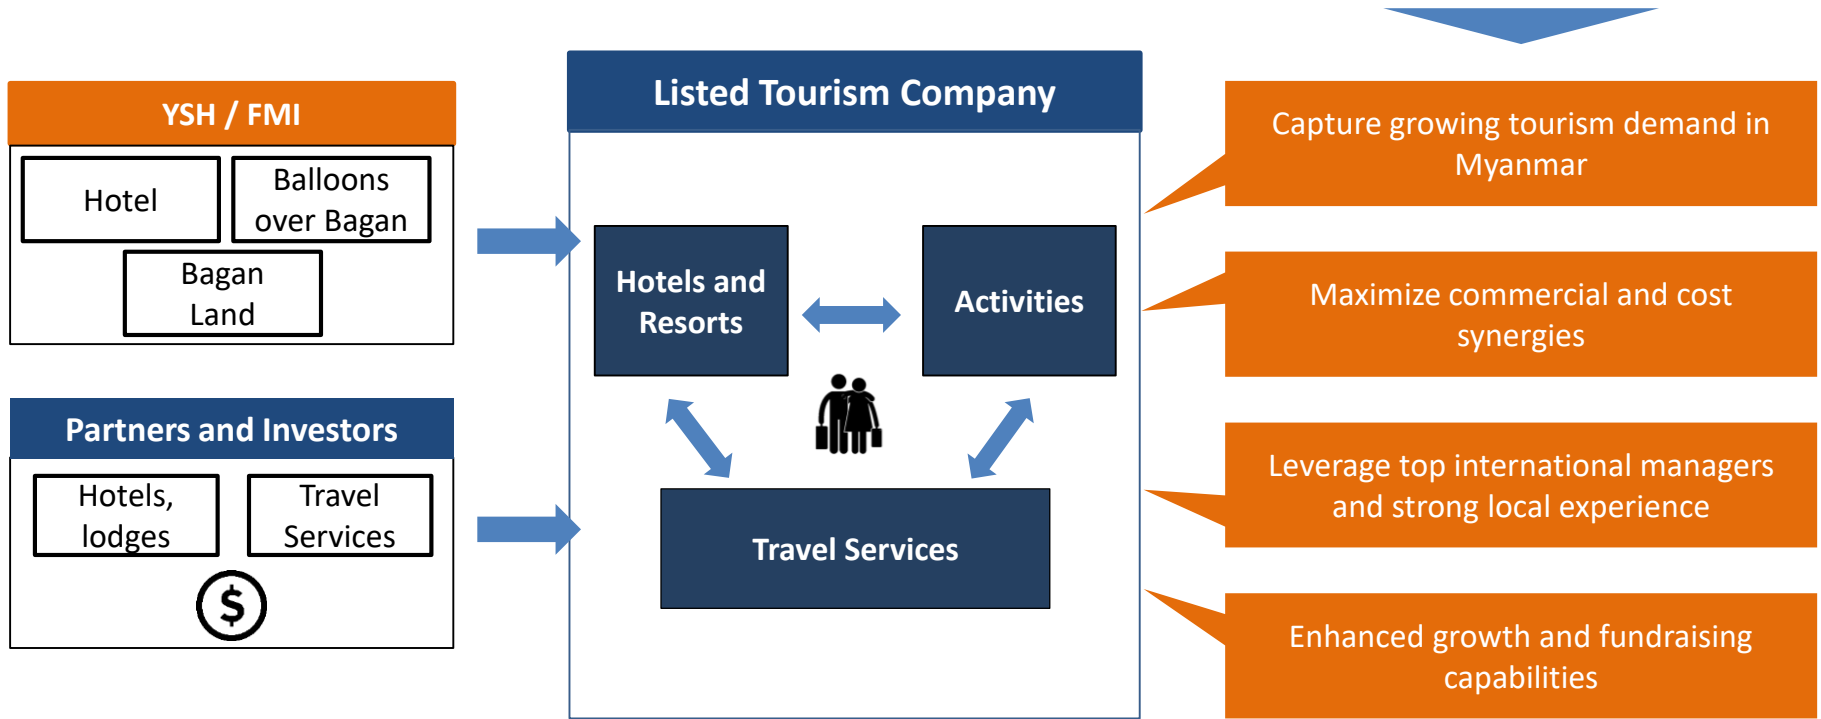 YSH / FMI
Hotel
Balloons
over Bagan
Bagan
Land
Partners and Investors
Hotels,
lodges
Travel
Services
$
Listed Tourism Company
Hotels and
Resorts
Activities
Travel Services
Capture growing tourism demand in
Myanmar
Maximize commercial and cost
synergies
Leverage top international managers
and strong local experience
Enhanced growth and fundraising
capabilities